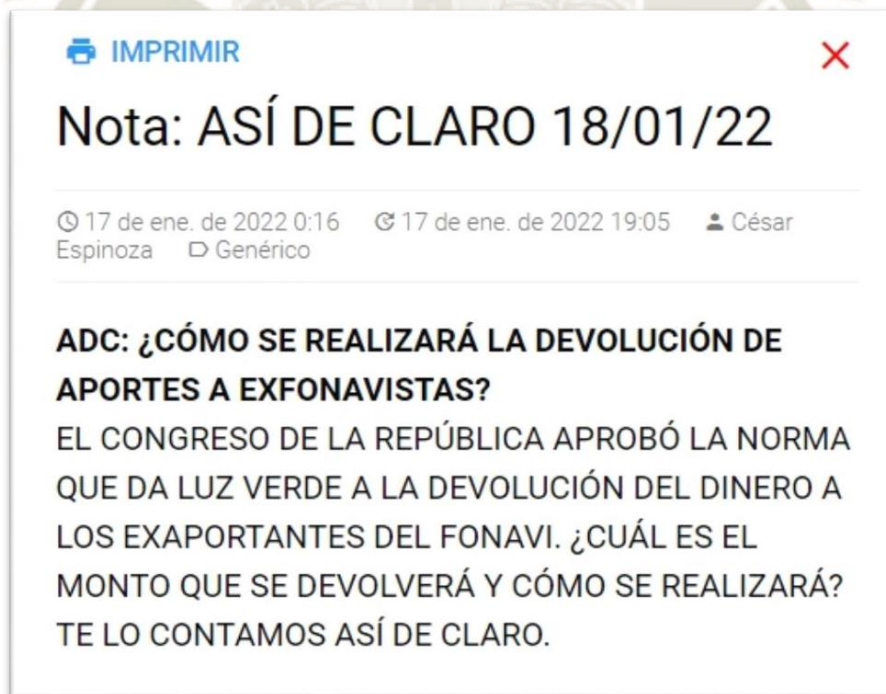 IMPRIMIR
Nota: ASÍ DE CLARO 18/01/22
17 de ene. de 2022 0:16 17 de ene. de 2022 19:05 César
Espinoza Genérico
ADC: ¿CÓMO SE REALIZARÁ LA DEVOLUCIÓN DE
APORTES A EXFONAVISTAS?
EL CONGRESO DE LA REPÚBLICA APROBÓ LA NORMA
QUE DA LUZ VERDE A LA DEVOLUCIÓN DEL DINERO A
LOS EXAPORTANTES DEL FONAVI. ¿CUÁL ES EL
MONTO QUE SE DEVOLVERÁ Y CÓMO SE REALIZARÁ?
TE LO CONTAMOS ASÍ DE CLARO.